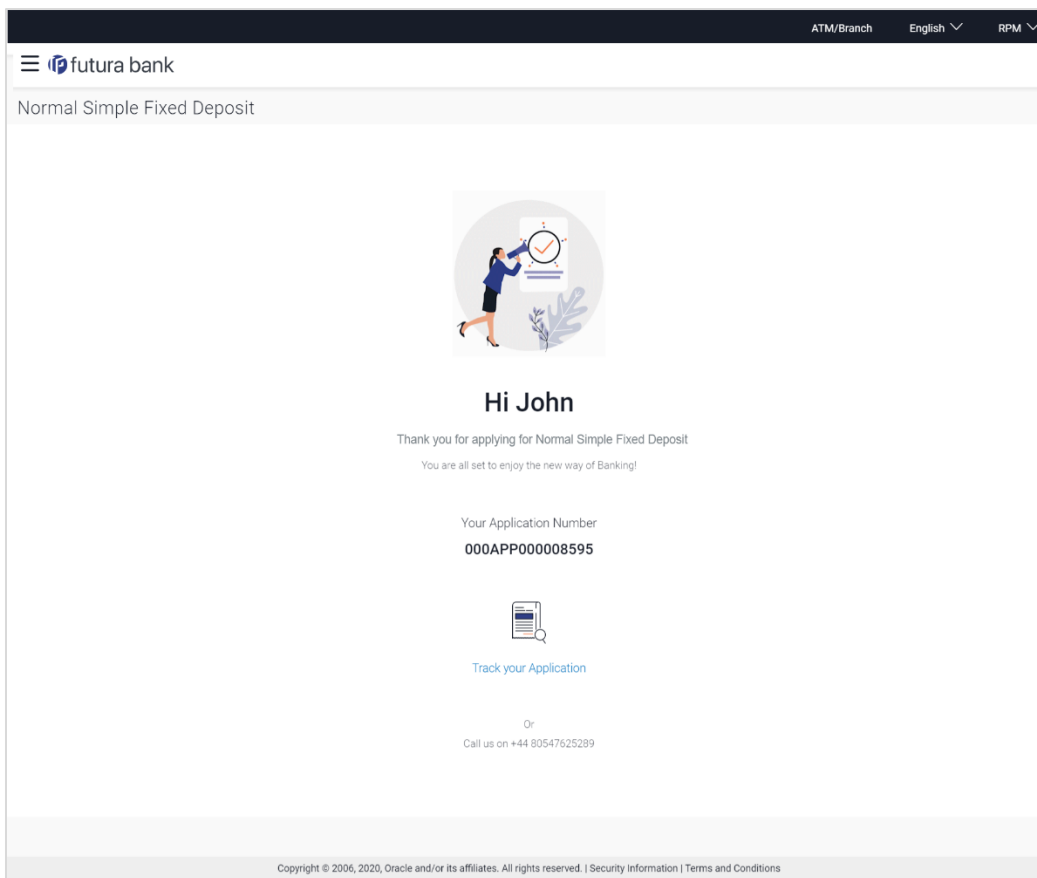 ATM/Branch English RPM
futura bank
Normal Simple Fixed Deposit
Hi John
Thank you for applying for Normal Simple Fixed Deposit
You are all set to enjoy the new way of Banking!
Your Application Number
000APP000008595
Track your Application
Or
Call us on +44 80547625289
Copyright © 2006, 2020, Oracle and/or its affiliates. All rights reserved. | Security Information | Terms and Conditions